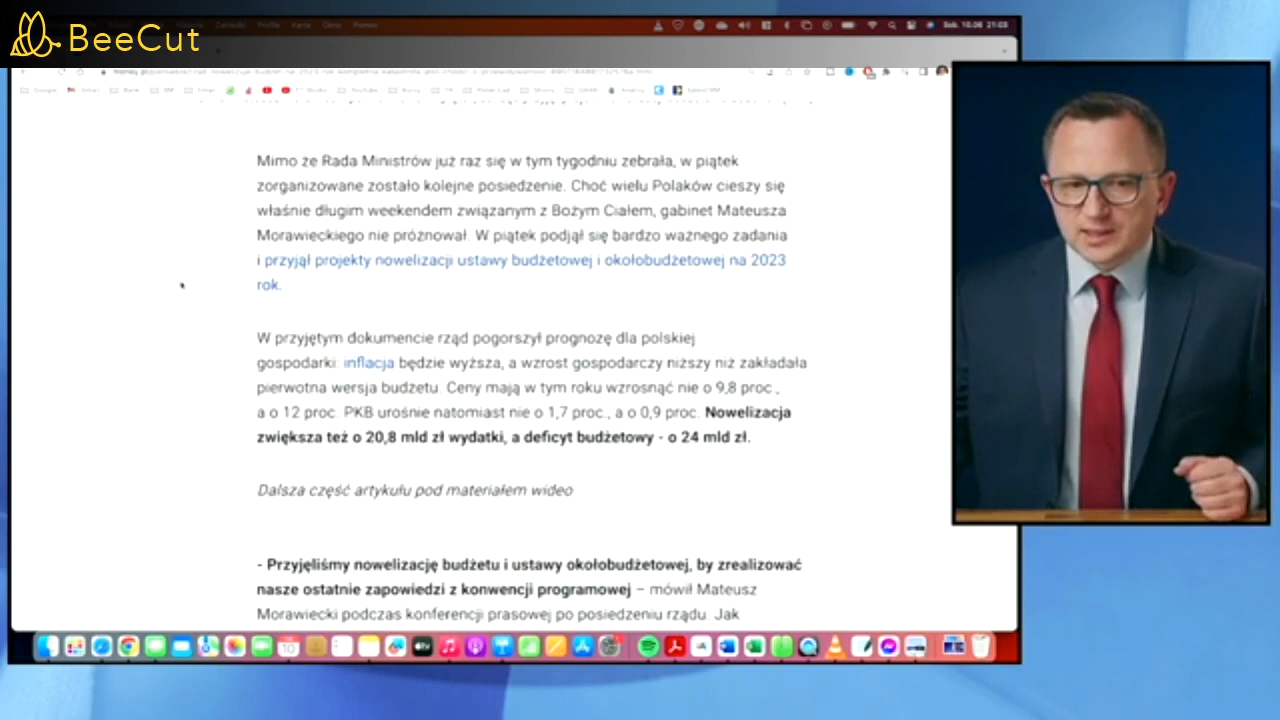 BeeCut
Sob. 10.06 21:03
Mimo że Rada Ministrów już raz się w tym tygodniu zebrała, w piątek
zorganizowane zostało kolejne posiedzenie. Choć wielu Polaków cieszy się
właśnie długim weekendem związanym z Bożym Ciałem, gabinet Mateusza
Morawieckiego nie próżnował. W piątek podjął się bardzo ważnego zadania
i przyjął projekty nowelizacji ustawy budżetowej i okołobudżetowej na 2023
rok.
W przyjętym dokumencie rząd pogorszył prognozę dla polskiej
gospodarki: inflacja będzie wyższa, a wzrost gospodarczy niższy niż zakładała
pierwotna wersja budżetu. Ceny mają w tym roku wzrosnąć nie o 9,8 proc.,
a o 12 proc. PKB urośnie natomiast nie o 1,7 proc., a o 0,9 proc. Nowelizacja
zwiększa też o 20,8 mld zł wydatki, a deficyt budżetowy - o 24 mld zł.
Dalsza część artykułu pod materiałem wideo
- Przyjęliśmy nowelizację budżetu i ustawy okołobudżetowej, by zrealizować
nasze ostatnie zapowiedzi z konwencji programowej – mówił Mateusz
Morawiecki podczas konferencji prasowej po posiedzeniu rządu. Jak